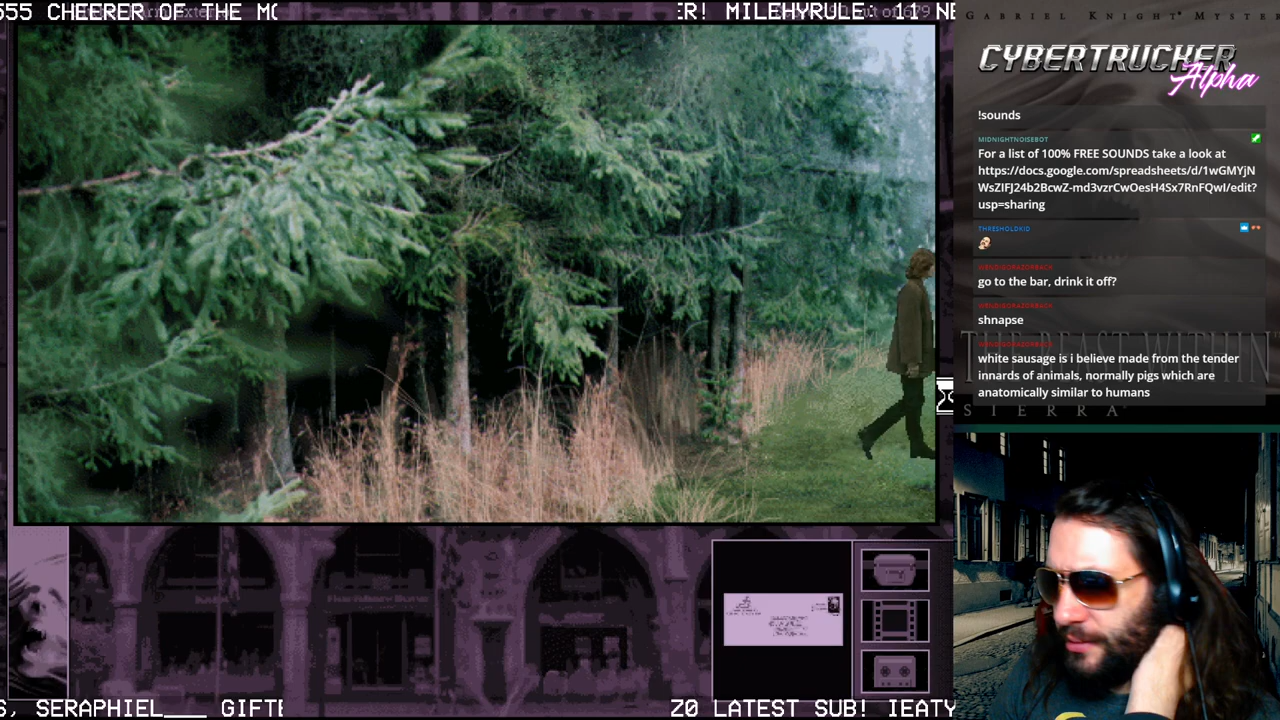 555 CHEERER OF THE MO
ER! MILEHYRULE: 11 NE
GABRIEL KNIGHT MYSTER
CYBERTRUCKER
Alpha
!sounds
MIDNIGHTNOISEBOT
For a list of 100% FREE SOUNDS take a look at
https://docs.google.com/spreadsheets/d/1wGMYjN
WsZIFJ24b2BcwZ-md3vzrCwOesH4Sx7RnFQwI/edit?
usp=sharing
THRESHOLDKID
go to the bar, drink it off?
shnapse
white sausage is i believe made from the tender
innards of animals, normally pigs which are
anatomically similar to humans
THE BEAST WITHIN
SIERRA
S, SERAPHIEL___ GIFTE
Z0 LATEST SUB! IEATY